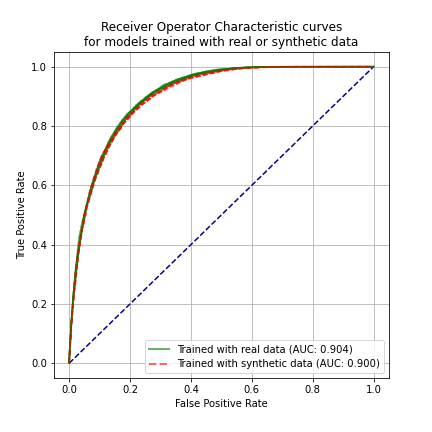 Receiver Operator Characteristic curves
for models trained with real or synthetic data
True Positive Rate
1.0
0.8
0.6
0.4
0.2
0.0
Trained with real data (AUC: 0.904)
Trained with synthetic data (AUC: 0.900)
0.0 0.2 0.4 0.6 0.8 1.0
False Positive Rate